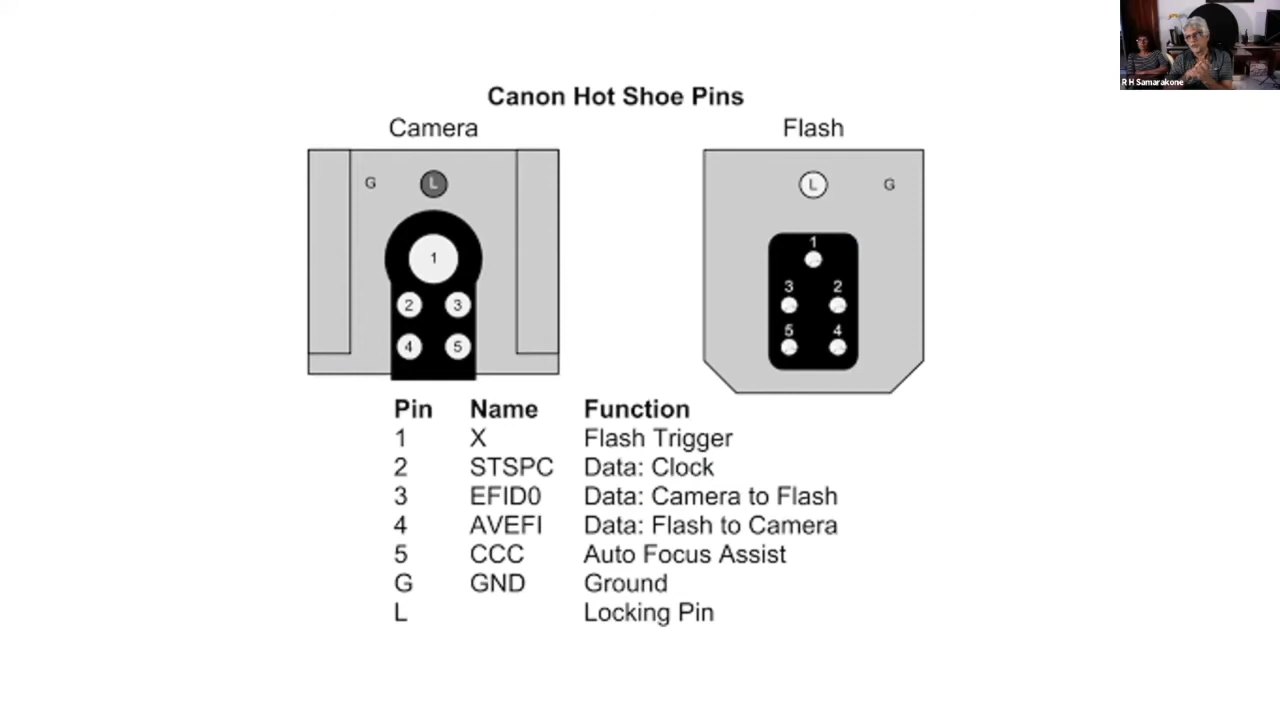 R H Samarakone
Canon Hot Shoe Pins
Camera Flash
G L L G
1 1
2 3 3 2
4 5 5 4
Pin Name Function
1 X Flash Trigger
2 STSPC Data: Clock
3 EFID0 Data: Camera to Flash
4 AVEFI Data: Flash to Camera
5 CCC Auto Focus Assist
G GND Ground
L Locking Pin